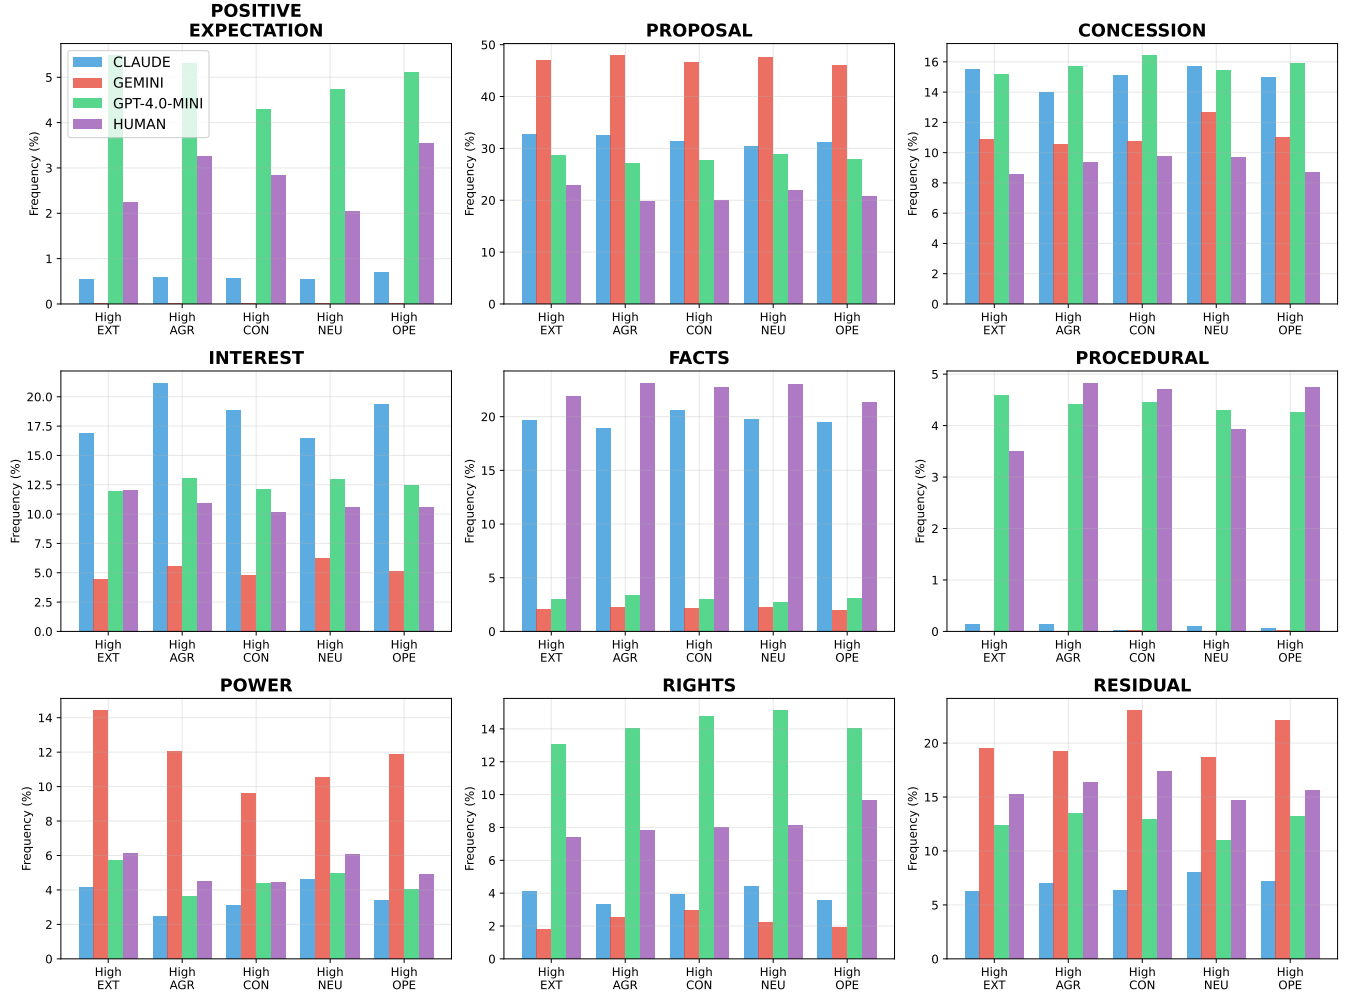 POSITIVE
EXPECTATION
CLAUDE
GEMINI
GPT-4.0-MINI
HUMAN
Frequency (%)
5
4
3
2
1
0
High High High High High
EXT AGR CON NEU OPE
PROPOSAL
Frequency (%)
50
40
30
20
10
0
High High High High High
EXT AGR CON NEU OPE
CONCESSION
Frequency (%)
16
14
12
10
8
6
4
2
0
High High High High High
EXT AGR CON NEU OPE
INTEREST
Frequency (%)
20.0
17.5
15.0
12.5
10.0
7.5
5.0
2.5
0.0
High High High High High
EXT AGR CON NEU OPE
FACTS
Frequency (%)
20
15
10
5
0
High High High High High
EXT AGR CON NEU OPE
PROCEDURAL
Frequency (%)
5
4
3
2
1
0
High High High High High
EXT AGR CON NEU OPE
POWER
Frequency (%)
14
12
10
8
6
4
2
0
High High High High High
EXT AGR CON NEU OPE
RIGHTS
Frequency (%)
14
12
10
8
6
4
2
0
High High High High High
EXT AGR CON NEU OPE
RESIDUAL
Frequency (%)
20
15
10
5
0
High High High High High
EXT AGR CON NEU OPE